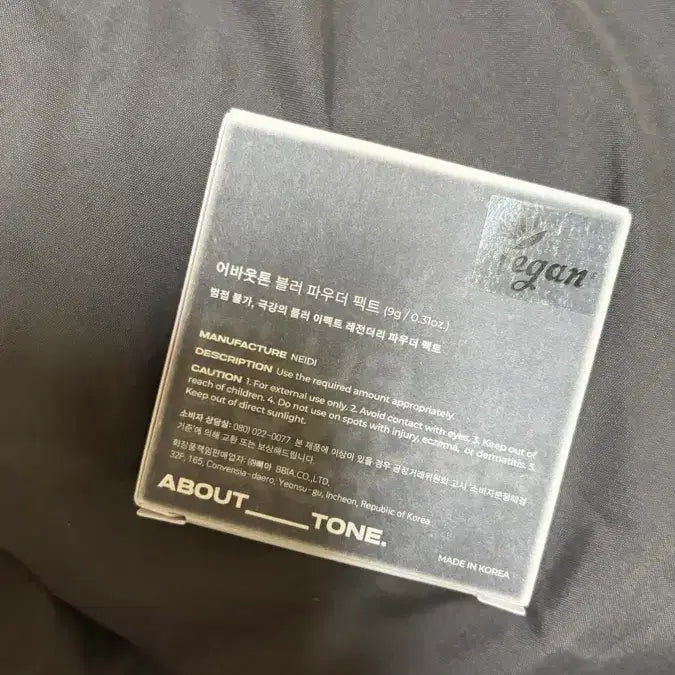 Vegan
어바웃톤 블러 파우더 팩트 (9g / 0.31oz.)
범접 불가, 극강의 블러 이펙트 레전더리 파우더 팩트
MANUFACTURE NEIDI
DESCRIPTION Use the required amount appropriately.
CAUTION 1. For external use only. 2. Avoid contact with eyes. 3. Keep out of
reach of children. 4. Do not use on spots with injury, eczema, or dermatitis. 5.
Keep out of direct sunlight.
소비자 상담실: 080) 022-0077 본 제품에 이상이 있을 경우 공정거래위원회 고시 '소비자분쟁해결
기준'에 의해 교환 또는 보상해드립니다.
화장품책임판매업자: ㈜삐아 BBIA.CO.,LTD.
32F, 165, Convensia-daero, Yeonsu-gu, Incheon, Republic of Korea
ABOUT____TONE.
MADE IN KOREA